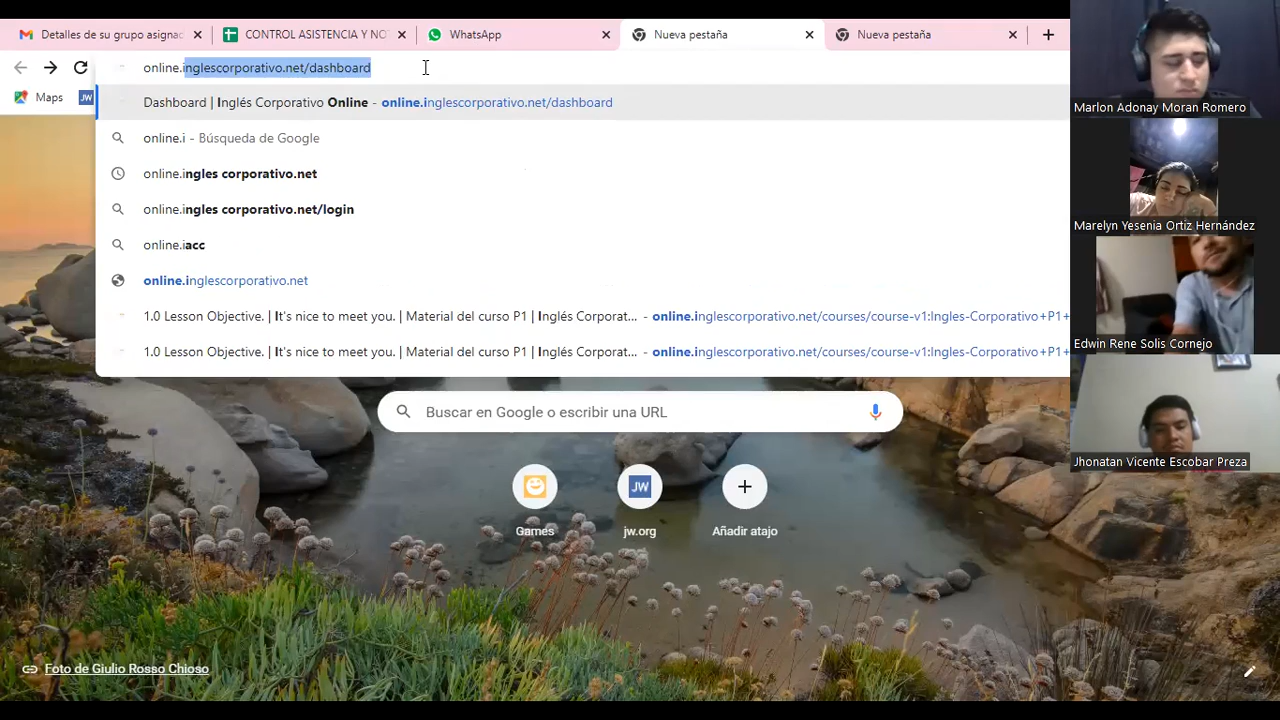 Detalles de su grupo asignac
CONTROL ASISTENCIA Y NOT
WhatsApp
Nueva pestaña
Nueva pestaña
online.inglescorporativo.net/dashboard
Maps
Dashboard | Inglés Corporativo Online - online.inglescorporativo.net/dashboard
online.i - Búsqueda de Google
online.ingles corporativo.net
online.ingles corporativo.net/login
online.iacc
online.inglescorporativo.net
1.0 Lesson Objective. | It's nice to meet you. | Material del curso P1 | Inglés Corporat... - online.inglescorporativo.net/courses/course-v1:Ingles-Corporativo+P1+
1.0 Lesson Objective. | It's nice to meet you. | Material del curso P1 | Inglés Corporat... - online.inglescorporativo.net/courses/course-v1:Ingles-Corporativo+P1+
Buscar en Google o escribir una URL
JW
Games
jw.org
Añadir atajo
Foto de Giulio Rosso Chioso
Marlon Adonay Moran Romero
Marelyn Yesenia Ortiz Hernández
Edwin Rene Solis Cornejo
Jhonatan Vicente Escobar Preza